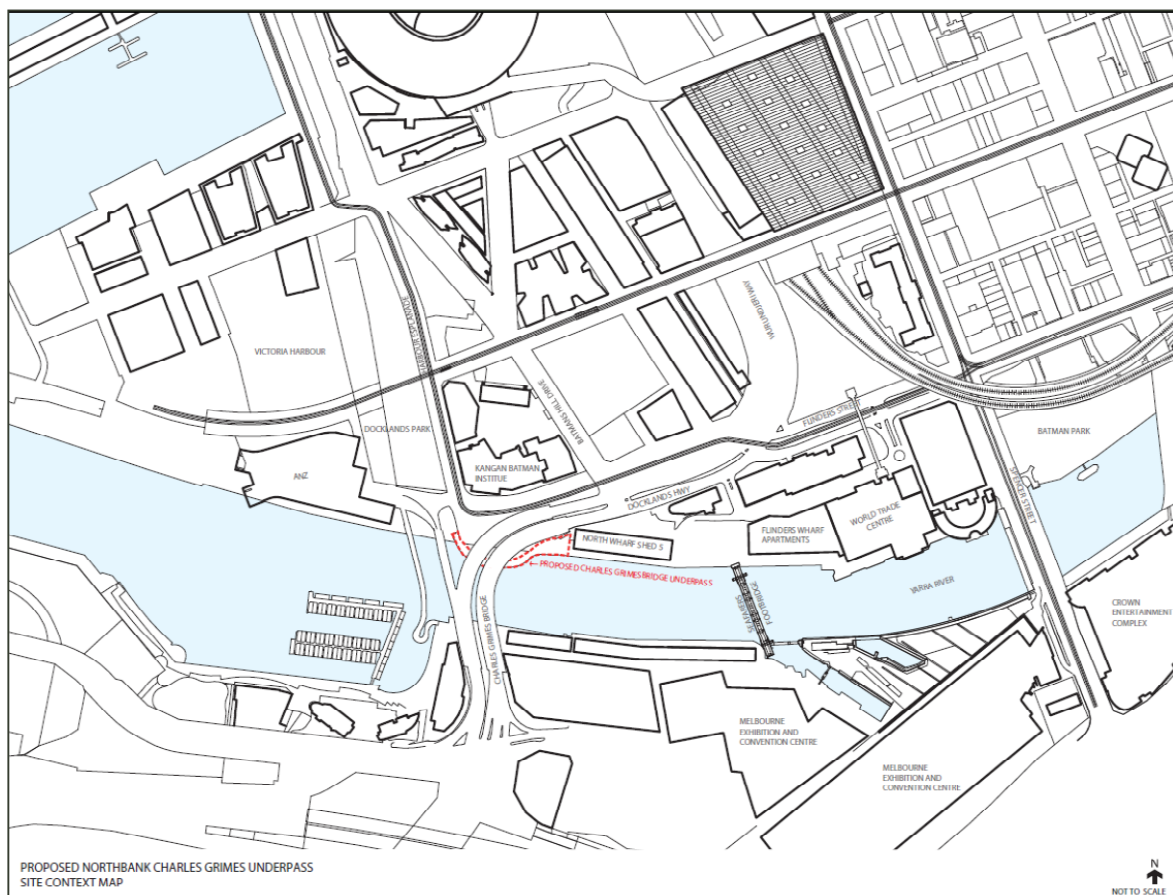 HARBOUR ESPLANADE
WURUNDJERI WAY
VICTORIA HARBOUR
BATMANS HILL DRIVE
FLINDERS STREET
DOCKLANDS PARK
BATMAN PARK
KANGAN BATMAN
INSTITUE
ANZ
SPENCER STREET
DOCKLANDS HWY
WORLD TRADE
CENTRE
FLINDERS WHARF
APARTMENTS
NORTH WHARF SHED 5
← PROPOSED CHARLES GRIMES BRIDGE UNDERPASS
YARRA RIVER
SEAFARERS
FOOTBRIDGE
CROWN
ENTERTAINMENT
COMPLEX
CHARLES GRIMES BRIDGE
MELBOURNE
EXHIBITION AND
CONVENTION CENTRE
MELBOURNE
EXHIBITION AND
CONVENTION CENTRE
PROPOSED NORTHBANK CHARLES GRIMES UNDERPASS
SITE CONTEXT MAP
N
NOT TO SCALE